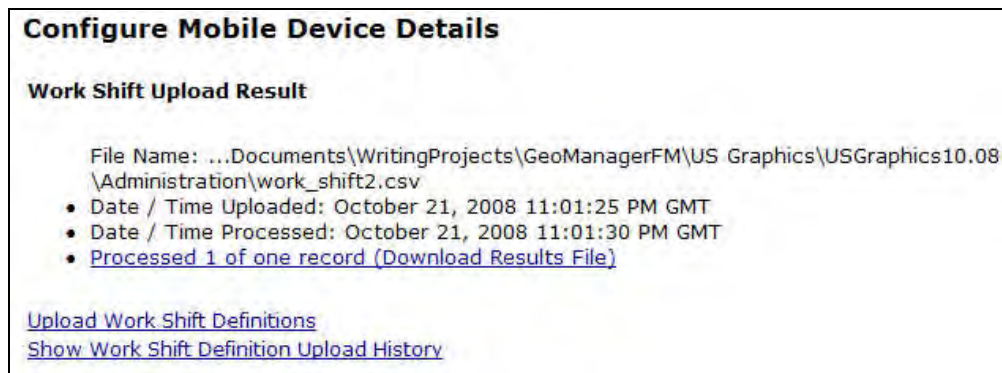 Configure Mobile Device Details
Work Shift Upload Result
File Name: ...Documents\WritingProjects\GeoManagerFM\US Graphics\USGraphics10.08
\Administration\work_shift2.csv
• Date / Time Uploaded: October 21, 2008 11:01:25 PM GMT
• Date / Time Processed: October 21, 2008 11:01:30 PM GMT
• Processed 1 of one record (Download Results File)
Upload Work Shift Definitions
Show Work Shift Definition Upload History